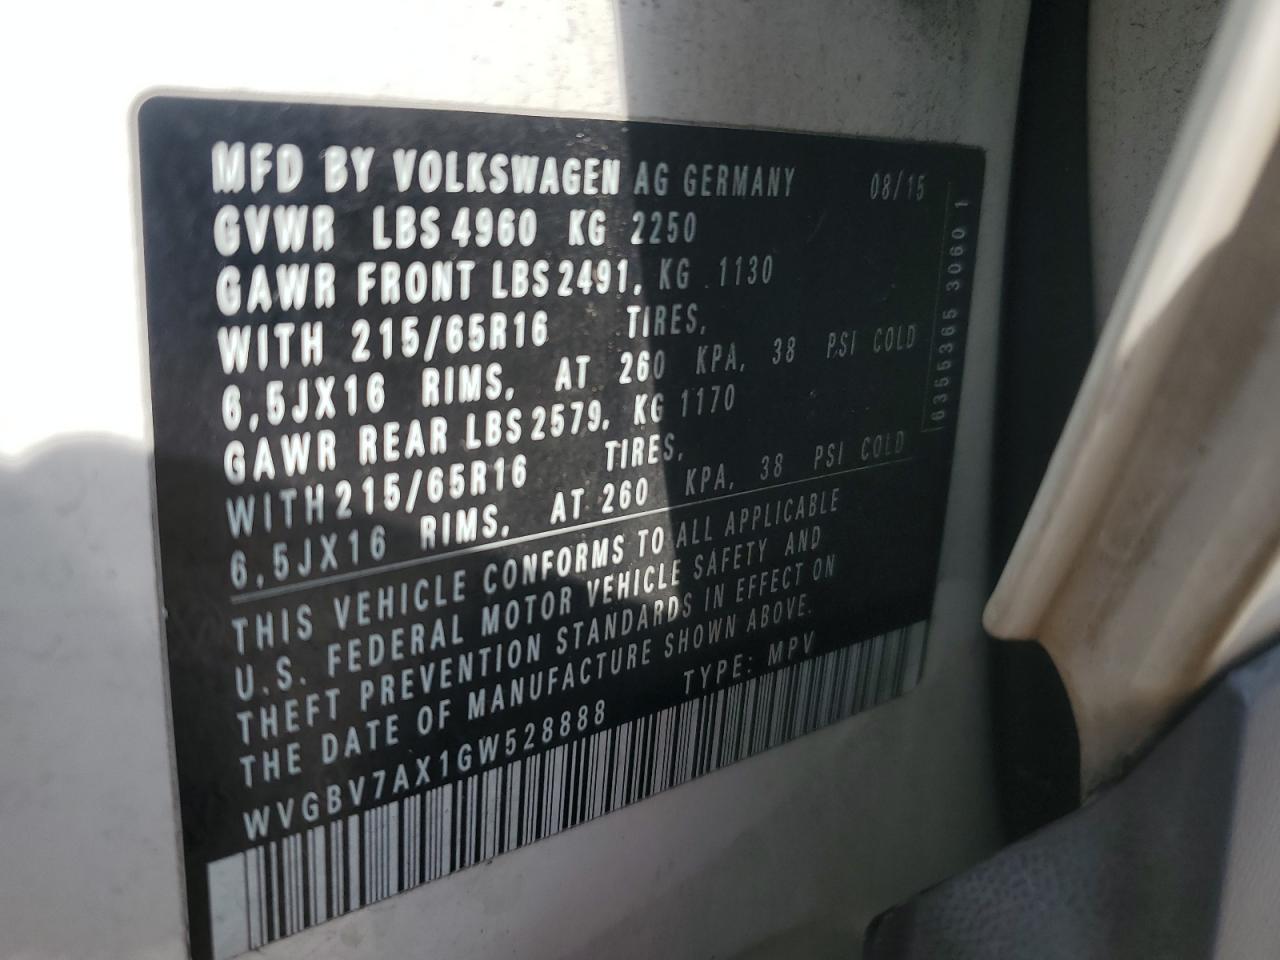 MFD BY VOLKSWAGEN AG GERMANY 08/15
GVWR LBS 4960 KG 2250
GAWR FRONT LBS 2491, KG 1130
WITH 215/65R16 TIRES,
6,5JX16 RIMS, AT 260 KPA, 38 PSI COLD
GAWR REAR LBS 2579, KG 1170
WITH 215/65R16 TIRES,
6,5JX16 RIMS, AT 260 KPA, 38 PSI COLD
THIS VEHICLE CONFORMS TO ALL APPLICABLE
U.S. FEDERAL MOTOR VEHICLE SAFETY AND
THEFT PREVENTION STANDARDS IN EFFECT ON
THE DATE OF MANUFACTURE SHOWN ABOVE.
WVGBV7AX1GW528888 TYPE: MPV
6355365 3060 1